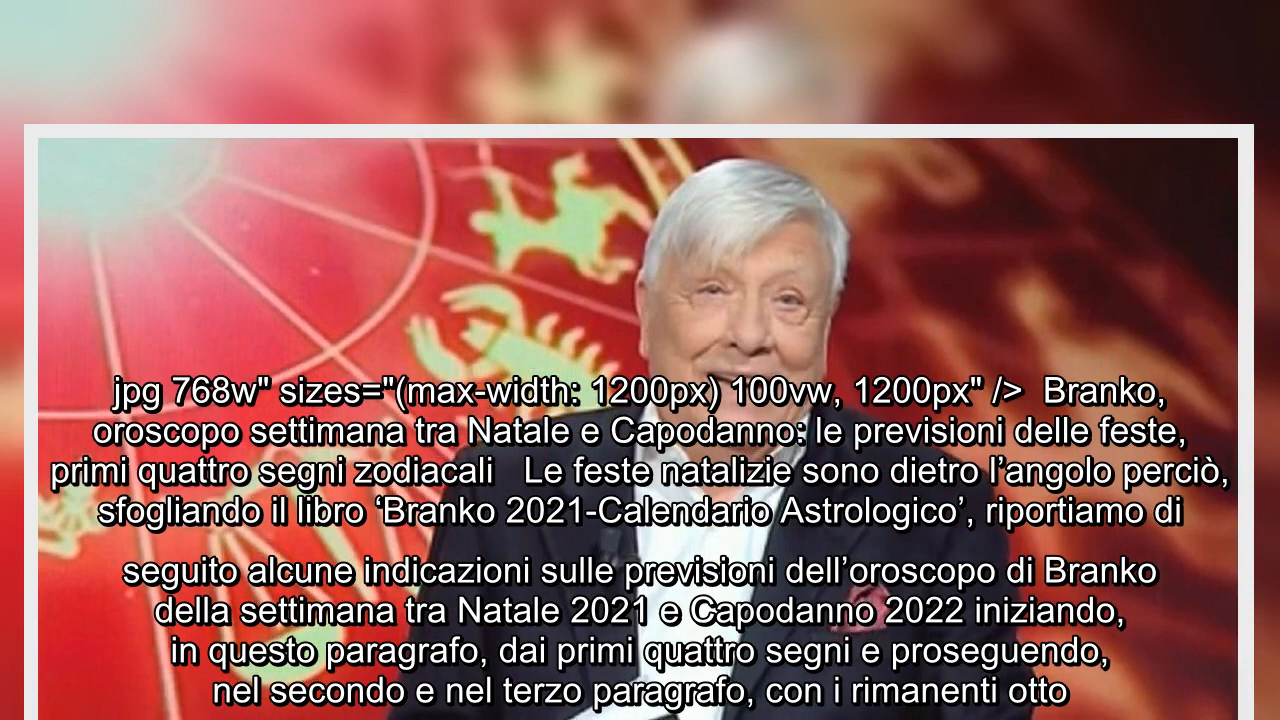 jpg 768w" sizes="(max-width: 1200px) 100vw, 1200px" /> Branko,
oroscopo settimana tra Natale e Capodanno: le previsioni delle feste,
primi quattro segni zodiacali Le feste natalizie sono dietro l’angolo perciò,
sfogliando il libro ‘Branko 2021-Calendario Astrologico’, riportiamo di
seguito alcune indicazioni sulle previsioni dell’oroscopo di Branko
della settimana tra Natale 2021 e Capodanno 2022 iniziando,
in questo paragrafo, dai primi quattro segni e proseguendo,
nel secondo e nel terzo paragrafo, con i rimanenti otto